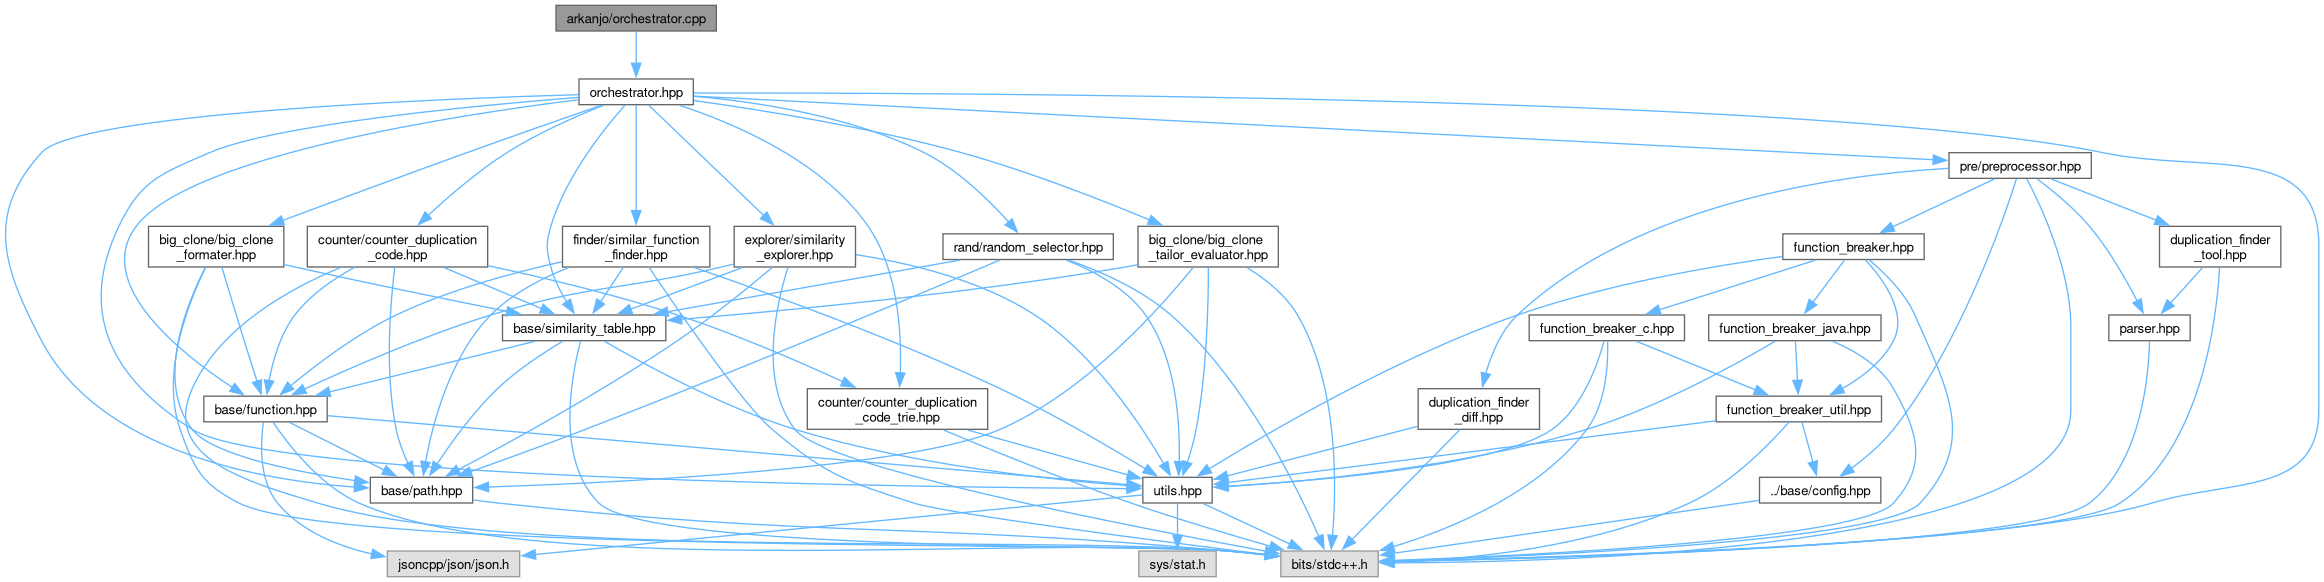 arkanjo/orchestrator.cpp
orchestrator.hpp
pre/preprocessor.hpp
big_clone/big_clone
_formater.hpp
counter/counter_duplication
_code.hpp
finder/similar_function
_finder.hpp
explorer/similarity
_explorer.hpp
rand/random_selector.hpp
big_clone/big_clone
_tailor_evaluator.hpp
function_breaker.hpp
duplication_finder
_tool.hpp
base/similarity_table.hpp
function_breaker_c.hpp
function_breaker_java.hpp
parser.hpp
base/function.hpp
counter/counter_duplication
_code_trie.hpp
duplication_finder
_diff.hpp
function_breaker_util.hpp
base/path.hpp
utils.hpp
../base/config.hpp
jsoncpp/json/json.h
sys/stat.h
bits/stdc++.h